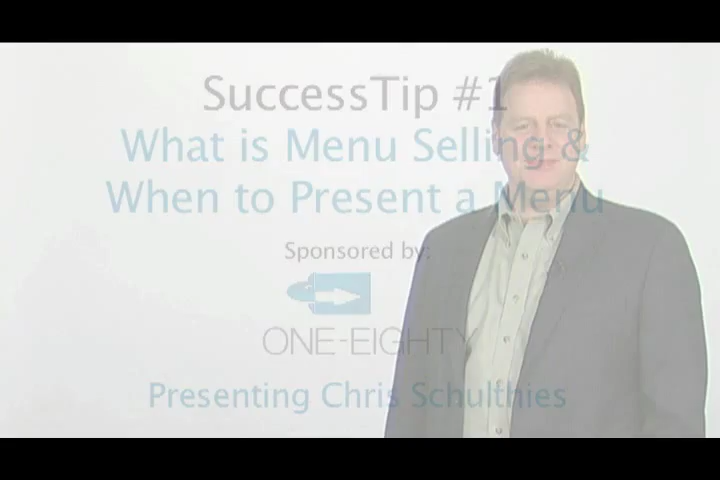 SuccessTip #1
What is Menu Selling &
When to Present a Menu
Sponsored by:
ONE-EIGHTY
Presenting Chris Schulthies